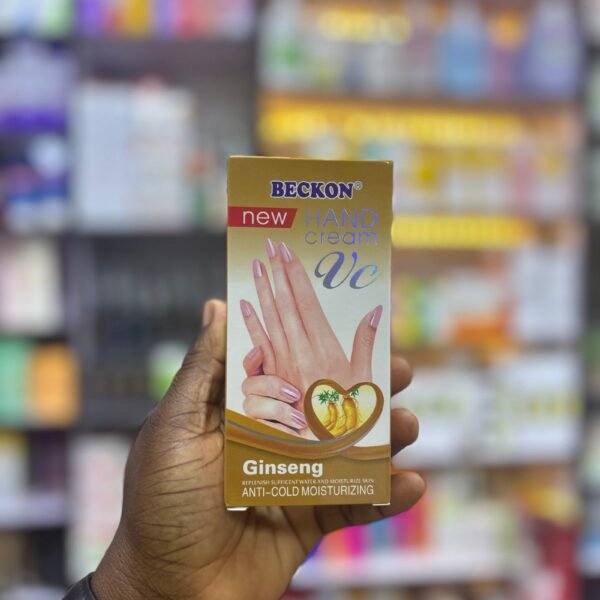 BECKON®
new HAND
cream
Vc
Ginseng
REPLENISH SUFFICENT WATER AND MOISTURIZE SKIN
ANTI-COLD MOISTURIZING